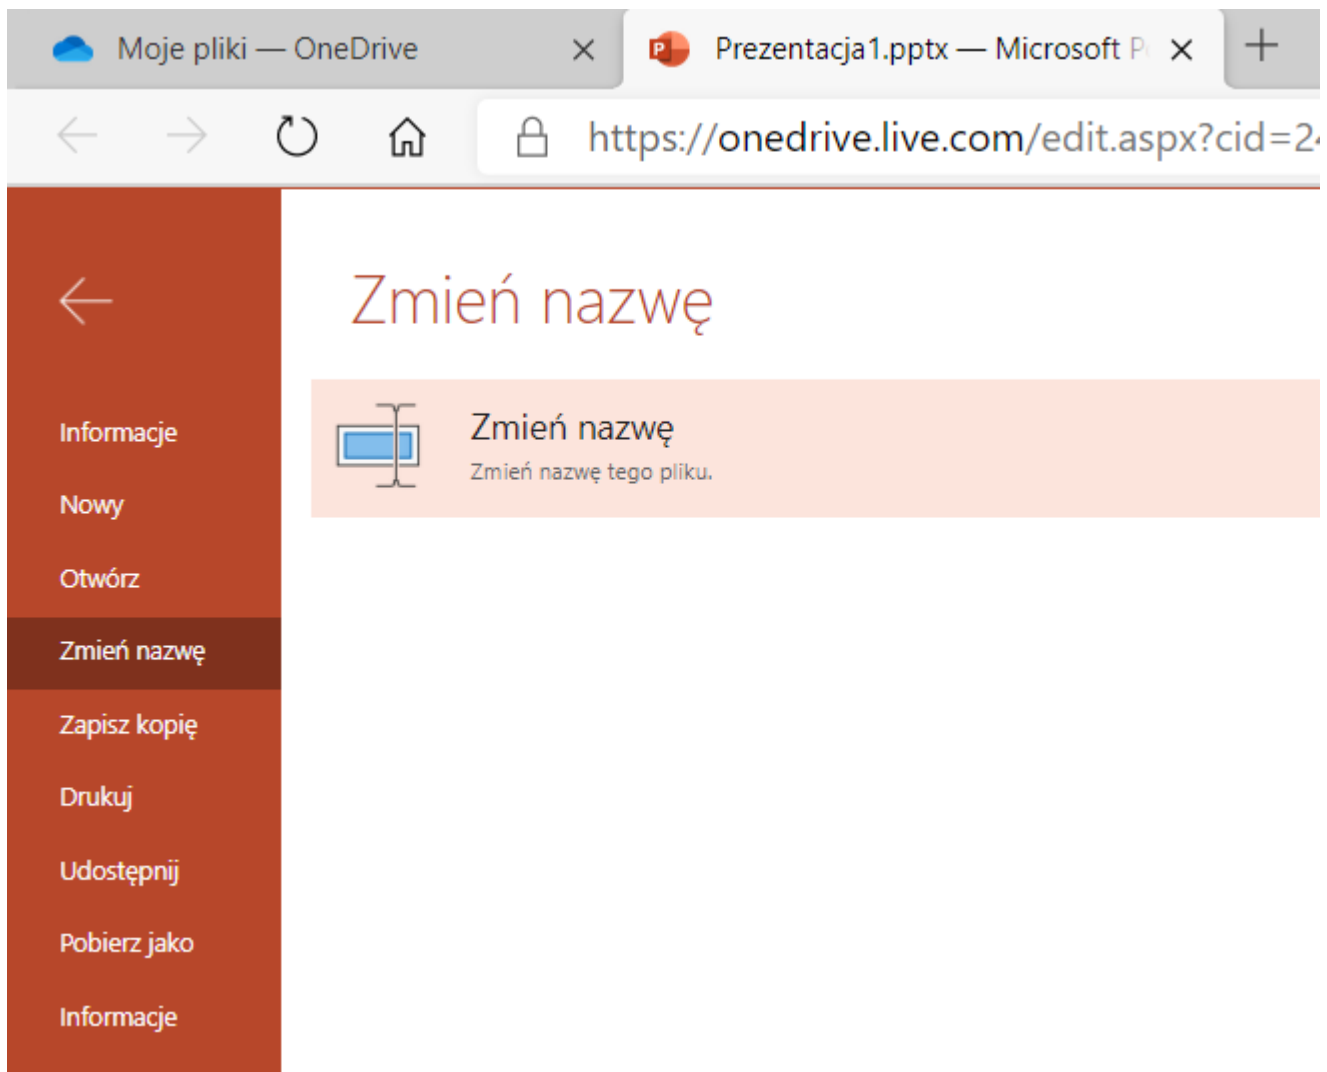 Moje pliki — OneDrive
Prezentacja1.pptx — Microsoft
https://onedrive.live.com/edit.aspx?cid=24
Zmień nazwę
Zmień nazwę
Zmień nazwę tego pliku.
Informacje
Nowy
Otwórz
Zmień nazwę
Zapisz kopię
Drukuj
Udostępnij
Pobierz jako
Informacje